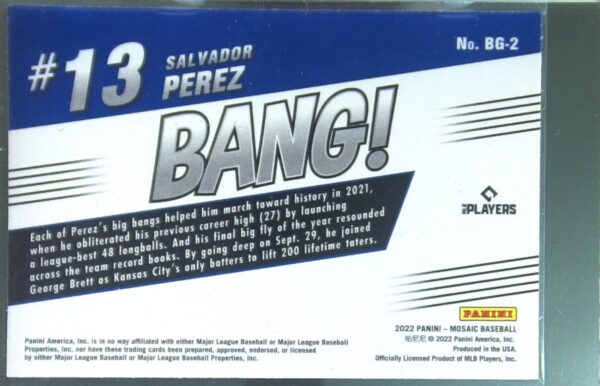 #13 SALVADOR PEREZ
No. BG-2
BANG!
Each of Perez's big bangs helped him march toward history in 2021,
when he obliterated his previous career high (27) by launching
a league-best 48 longballs. And his final big fly of the year resounded
across the team record books. By going deep on Sept. 29, he joined
George Brett as Kansas City's only batters to lift 200 lifetime taters.
MLB PLAYERS
PANINI
2022 PANINI – MOSAIC BASEBALL
帕尼尼 © 2022 Panini America, Inc.
Produced in the USA.
Officially Licensed Product of MLB Players, Inc.
Panini America, Inc. is in no way affiliated with either Major League Baseball or Major League Baseball
Properties, Inc. nor have these trading cards been prepared, approved, endorsed, or licensed
by either Major League Baseball or Major League Baseball Properties, Inc.